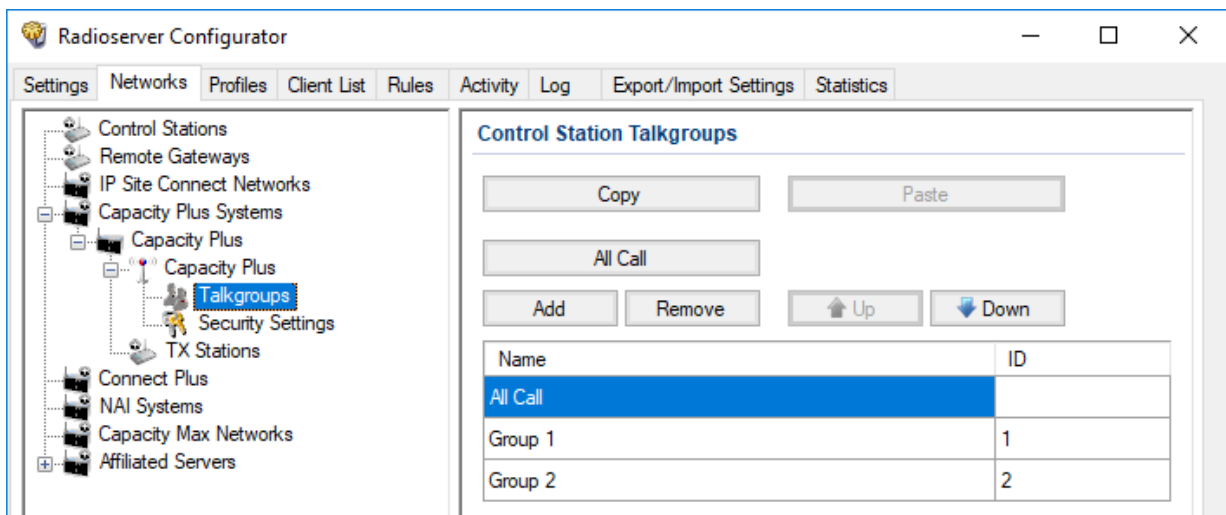 Radioserver Configurator
Settings Networks Profiles Client List Rules Activity Log Export/Import Settings Statistics
Control Stations
Remote Gateways
IP Site Connect Networks
Capacity Plus Systems
Capacity Plus
Capacity Plus
Talkgroups
Security Settings
TX Stations
Connect Plus
NAI Systems
Capacity Max Networks
Affiliated Servers
Control Station Talkgroups
Copy Paste
All Call
Add Remove Up Down
Name ID
All Call
Group 1 1
Group 2 2